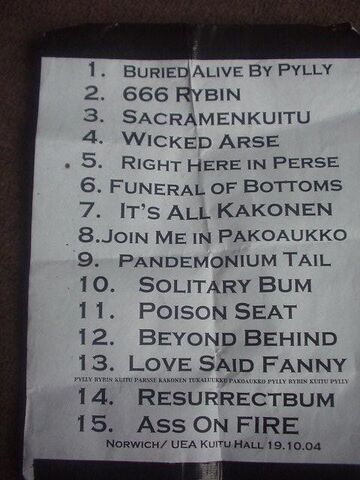 1. BURIED ALIVE BY PYLLY
2. 666 RYBIN
3. SACRAMENKUITU
4. WICKED ARSE
5. RIGHT HERE IN PERSE
6. FUNERAL OF BOTTOMS
7. IT'S ALL KAKONEN
8. JOIN ME IN PAKOAUKKO
9. PANDEMONIUM TAIL
10. SOLITARY BUM
11. POISON SEAT
12. BEYOND BEHIND
13. LOVE SAID FANNY
PYLLY RYBIN KUITU PARSSE KAKONEN TUKALUUKKU PAKOAUKKO PYLLY RYBIN KUITU PYLLY
14. RESURRECTBUM
15. ASS ON FIRE
NORWICH/ UEA KUITU HALL 19.10.04